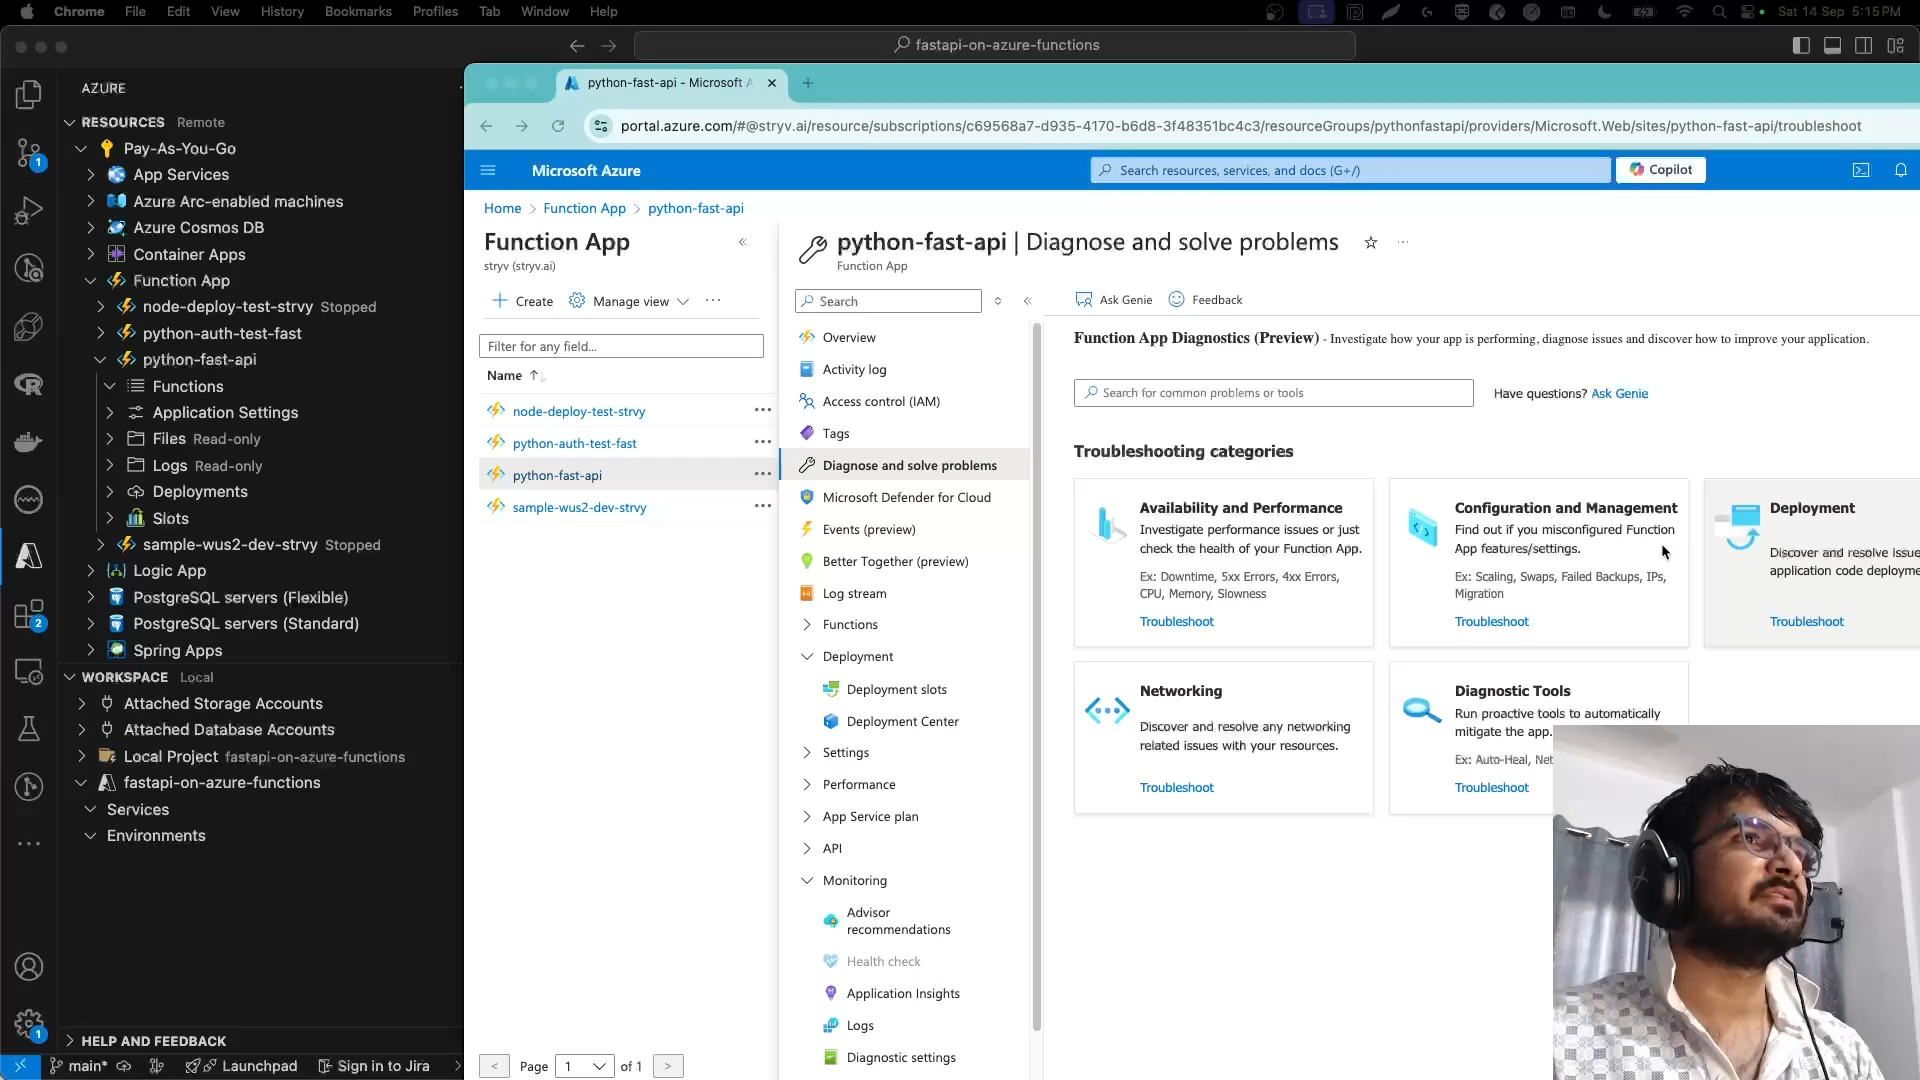 Chrome File Edit View History Bookmarks Profiles Tab Window Help
Sat 14 Sep 5:15 PM
fastapi-on-azure-functions
AZURE
RESOURCES Remote
Pay-As-You-Go
App Services
Azure Arc-enabled machines
Azure Cosmos DB
Container Apps
Function App
node-deploy-test-strvy Stopped
python-auth-test-fast
python-fast-api
Functions
Application Settings
Files Read-only
Logs Read-only
Deployments
Slots
sample-wus2-dev-strvy Stopped
Logic App
PostgreSQL servers (Flexible)
PostgreSQL servers (Standard)
Spring Apps
WORKSPACE Local
Attached Storage Accounts
Attached Database Accounts
Local Project fastapi-on-azure-functions
fastapi-on-azure-functions
Services
Environments
HELP AND FEEDBACK
1
2
1
main*
Launchpad
Sign in to Jira
python-fast-api - Microsoft A
portal.azure.com/#@stryv.ai/resource/subscriptions/c69568a7-d935-4170-b6d8-3f48351bc4c3/resourceGroups/pythonfastapi/providers/Microsoft.Web/sites/python-fast-api/troubleshoot
Microsoft Azure
Search resources, services, and docs (G+/)
Copilot
Home > Function App > python-fast-api
Function App
stryv (stryv.ai)
Create
Manage view
Filter for any field...
Name ↑
node-deploy-test-strvy
python-auth-test-fast
python-fast-api
sample-wus2-dev-strvy
< Page 1 of 1 >
python-fast-api | Diagnose and solve problems
Function App
Search
Overview
Activity log
Access control (IAM)
Tags
Diagnose and solve problems
Microsoft Defender for Cloud
Events (preview)
Better Together (preview)
Log stream
Functions
Deployment
Deployment slots
Deployment Center
Settings
Performance
App Service plan
API
Monitoring
Advisor
recommendations
Health check
Application Insights
Logs
Diagnostic settings
Ask Genie
Feedback
Function App Diagnostics (Preview) - Investigate how your app is performing, diagnose issues and discover how to improve your application.
Search for common problems or tools
Have questions? Ask Genie
Troubleshooting categories
Availability and Performance
Investigate performance issues or just
check the health of your Function App.
Ex: Downtime, 5xx Errors, 4xx Errors,
CPU, Memory, Slowness
Troubleshoot
Configuration and Management
Find out if you misconfigured Function
App features/settings.
Ex: Scaling, Swaps, Failed Backups, IPs,
Migration
Troubleshoot
Deployment
Discover and resolve issue
application code deployme
Troubleshoot
Networking
Discover and resolve any networking
related issues with your resources.
Troubleshoot
Diagnostic Tools
Run proactive tools to automatically
mitigate the app.
Ex: Auto-Heal, Net
Troubleshoot